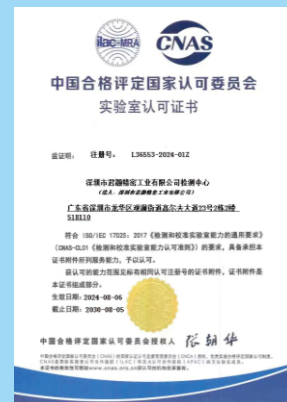 ilac-MRA
CNAS
中国合格评定国家认可委员会
实验室认可证书
兹证明： 注册号： L36553-2024-01Z
深圳市君瀚精密工业有限公司检测中心
广东省深圳市龙华区观澜街道高尔夫大道23号2栋2楼
518110
符合 ISO/IEC 17025：2017《检测和校准实验室能力的通用要求》
(CNAS-CL01《检测和校准实验室能力认可准则》) 的要求，具备承担本
证书附件所列服务能力，予以认可。
获认可的能力范围见标有相同认可注册号的证书附件，证书附件是
本证书组成部分。
生效日期：2024-08-06
截止日期：2030-08-05
中国合格评定国家认可委员会授权人